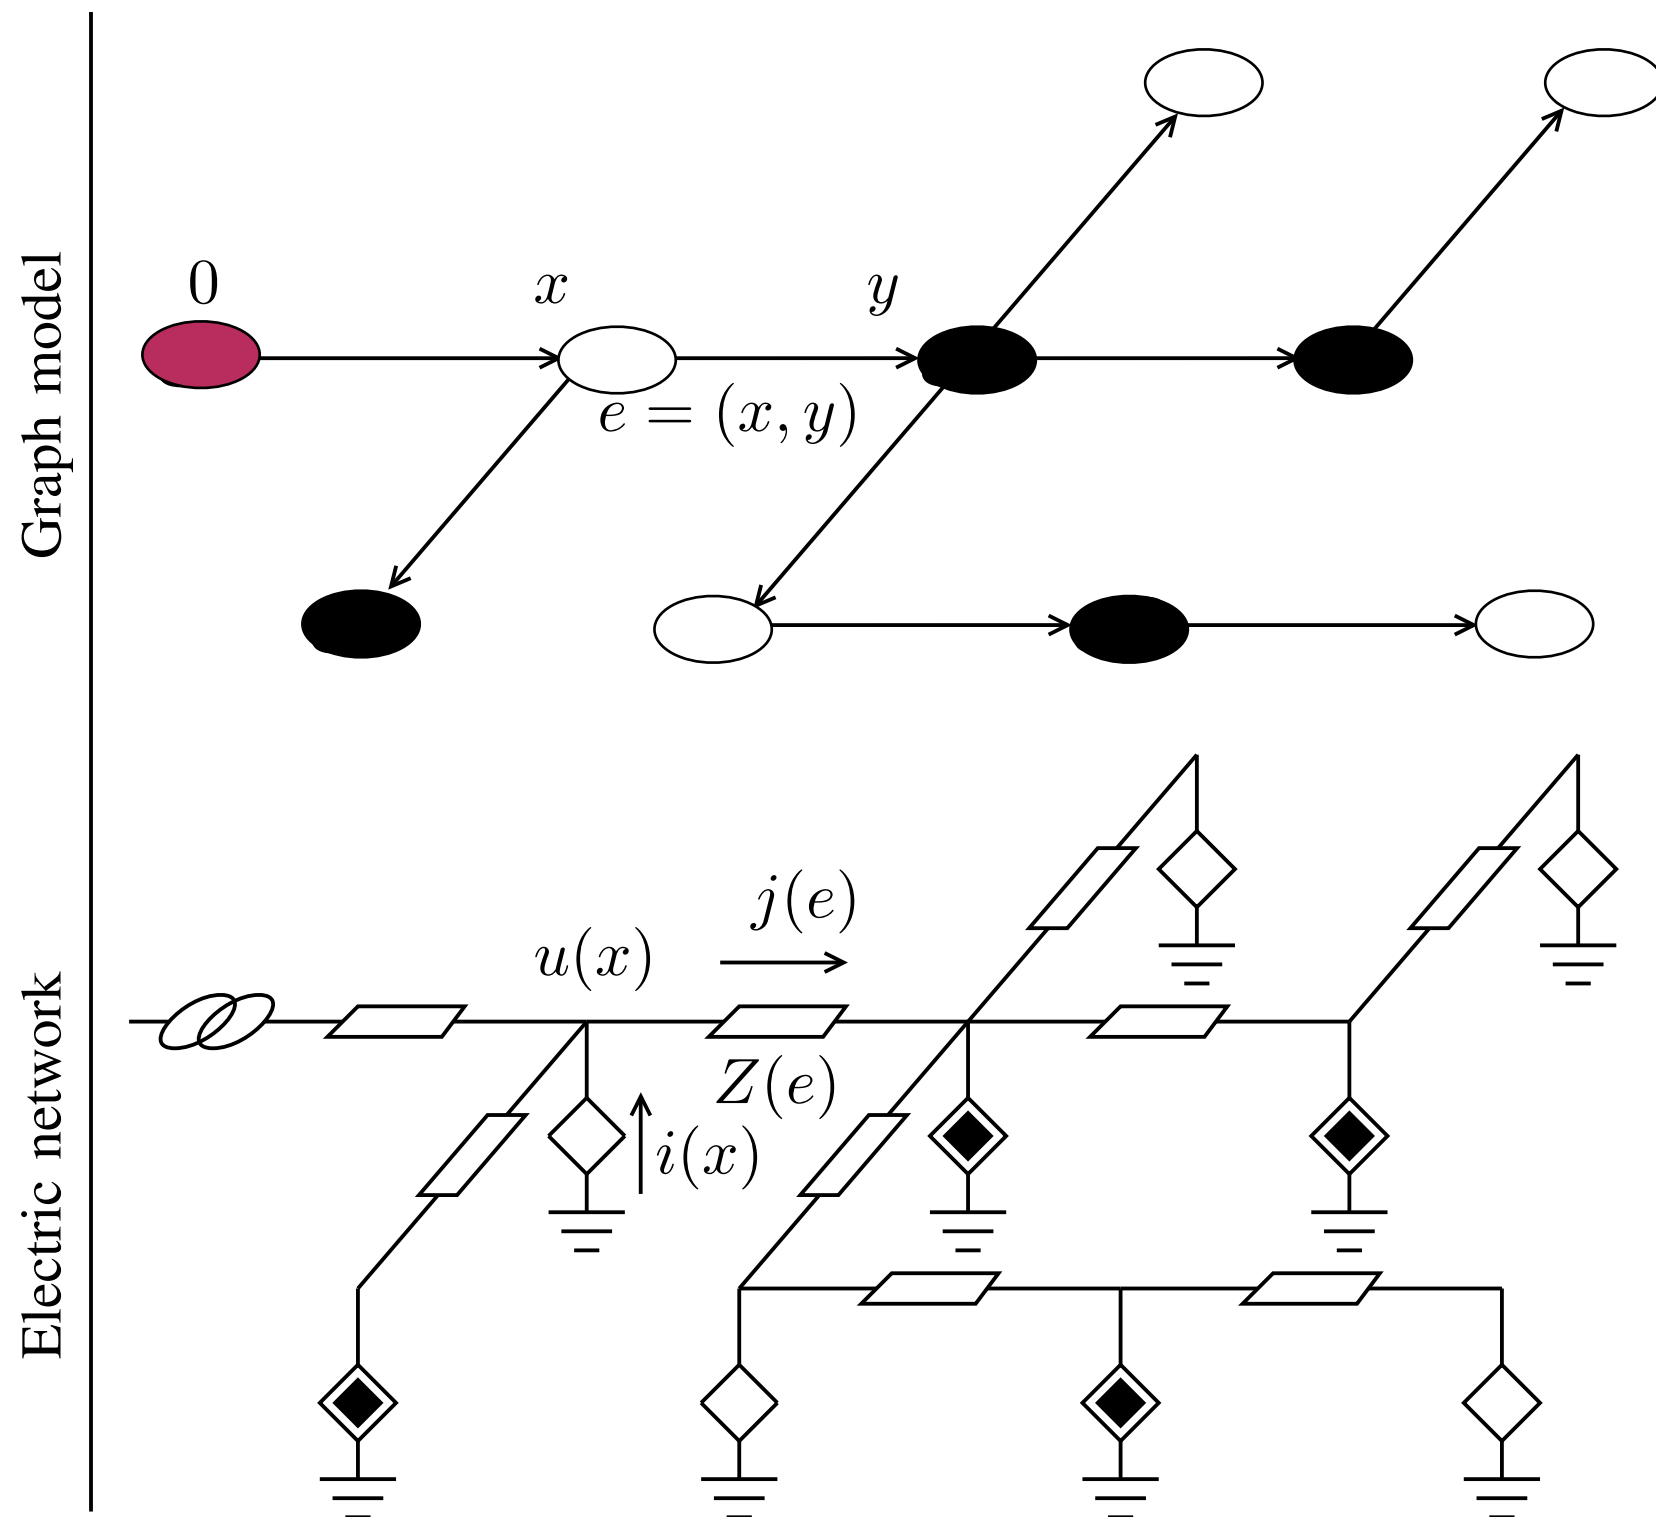 Graph model
0
x
y
e = (x, y)
Electric network
j(e)
u(x)
Z(e)
i(x)